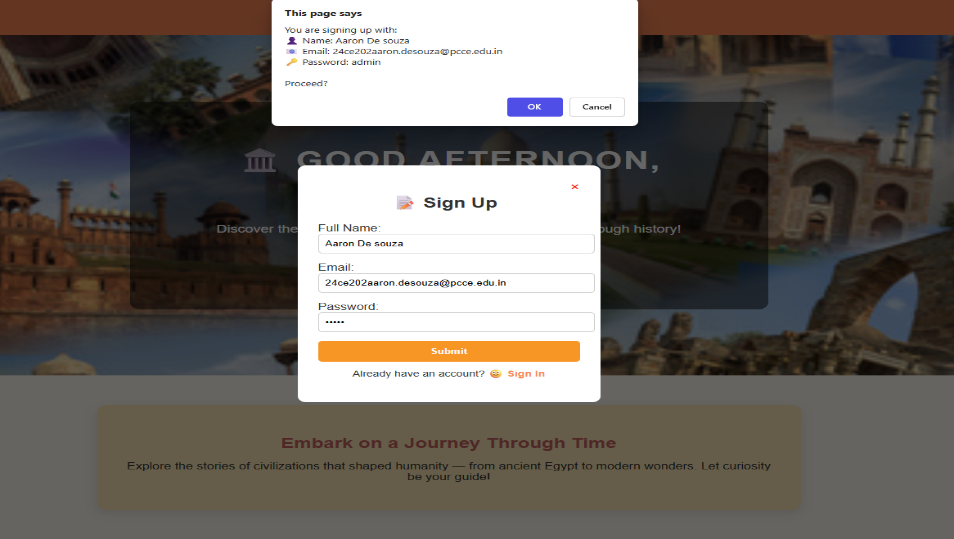 This page says
You are signing up with:
👤 Name: Aaron De souza
📧 Email: 24ce202aaron.desouza@pcce.edu.in
🔑 Password: admin
Proceed?
OK Cancel
🏛️ GOOD AFTERNOON,
×
📝 Sign Up
Full Name:
Aaron De souza
Email:
24ce202aaron.desouza@pcce.edu.in
Password:
•••••
Submit
Already have an account? 😄 Sign In
Discover the
ough history!
Embark on a Journey Through Time
Explore the stories of civilizations that shaped humanity — from ancient Egypt to modern wonders. Let curiosity
be your guide!